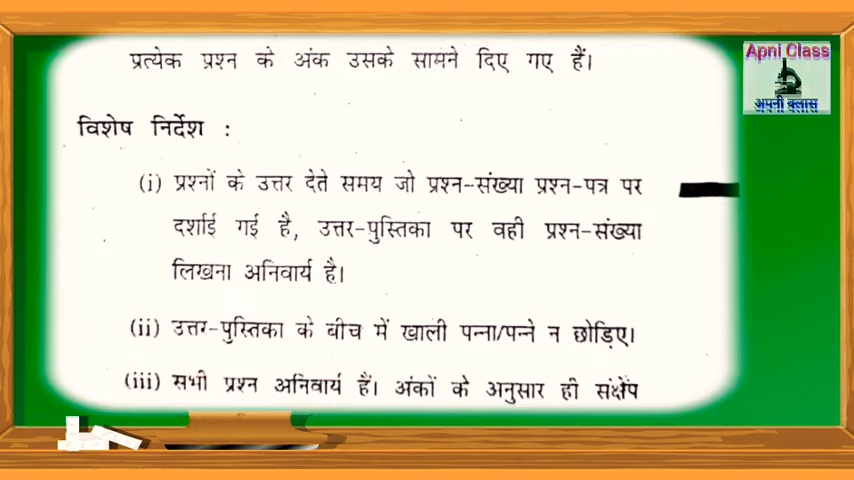 प्रत्येक प्रश्न के अंक उसके सामने दिए गए हैं।
Apni Class
अपनी क्लास
विशेष निर्देश :
(i) प्रश्नों के उत्तर देते समय जो प्रश्न-संख्या प्रश्न-पत्र पर
दर्शाई गई है, उत्तर-पुस्तिका पर वही प्रश्न-संख्या
लिखना अनिवार्य है।
(ii) उत्तर-पुस्तिका के बीच में खाली पन्ना/पन्ने न छोड़िए।
(iii) सभी प्रश्न अनिवार्य हैं। अंकों के अनुसार ही संक्षेप